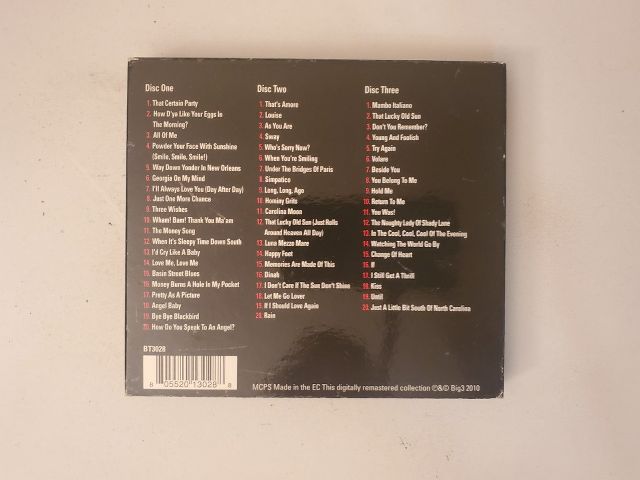 Disc One
1. That Certain Party
2. How D'ya Like Your Eggs In
The Morning?
3. All Of Me
4. Powder Your Face With Sunshine
(Smile, Smile, Smile!)
5. Way Down Yonder In New Orleans
6. Georgia On My Mind
7. I'll Always Love You (Day After Day)
8. Just One More Chance
9. Three Wishes
10. Wham! Bam! Thank You Ma'am
11. The Money Song
12. When It's Sleepy Time Down South
13. I'd Cry Like A Baby
14. Love Me, Love Me
15. Basin Street Blues
16. Money Burns A Hole In My Pocket
17. Pretty As A Picture
18. Angel Baby
19. Bye Bye Blackbird
20. How Do You Speak To An Angel?
Disc Two
1. That's Amore
2. Louise
3. As You Are
4. Sway
5. Who's Sorry Now?
6. When You're Smiling
7. Under The Bridges Of Paris
8. Simpatico
9. Long, Long, Ago
10. Hominy Grits
11. Carolina Moon
12. That Lucky Old Sun (Just Rolls
Around Heaven All Day)
13. Luna Mezzo Mare
14. Happy Feet
15. Memories Are Made Of This
16. Dinah
17. I Don't Care If The Sun Don't Shine
18. Let Me Go Lover
19. If I Should Love Again
20. Rain
Disc Three
1. Mambo Italiano
2. That Lucky Old Sun
3. Don't You Remember?
4. Young And Foolish
5. Try Again
6. Volare
7. Beside You
8. You Belong To Me
9. Hold Me
10. Return To Me
11. You Was!
12. The Naughty Lady Of Shady Lane
13. In The Cool, Cool, Cool Of The Evening
14. Watching The World Go By
15. Change Of Heart
16. If
17. I Still Get A Thrill
18. Kiss
19. Until
20. Just A Little Bit South Of North Carolina
BT3028
8 05520 13028 8
MCPS Made in the EC This digitally remastered collection ©&© Big3 2010